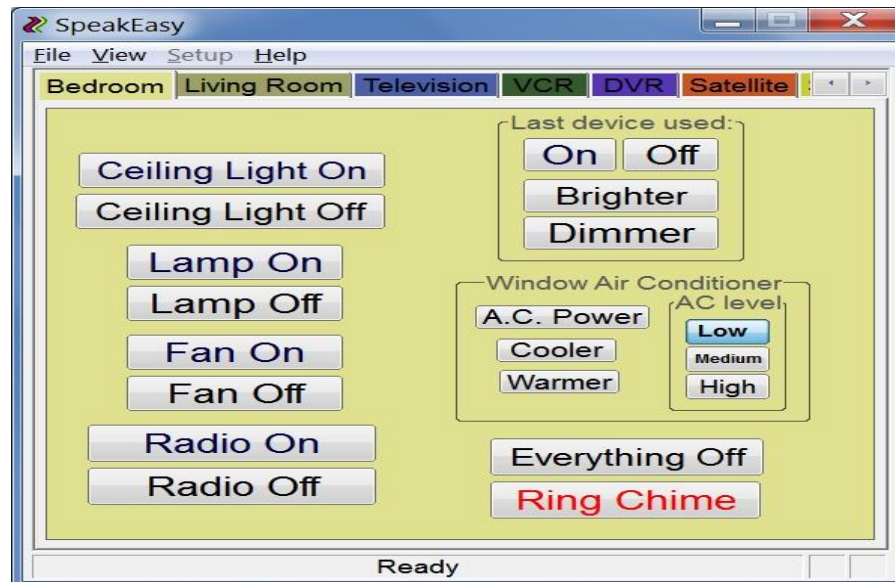 SpeakEasy
File View Setup Help
Bedroom Living Room Television VCR DVR Satellite
Ceiling Light On
Ceiling Light Off
Lamp On
Lamp Off
Fan On
Fan Off
Radio On
Radio Off
Last device used:
On Off
Brighter
Dimmer
Window Air Conditioner
A.C. Power
Cooler
Warmer
AC level
Low
Medium
High
Everything Off
Ring Chime
Ready